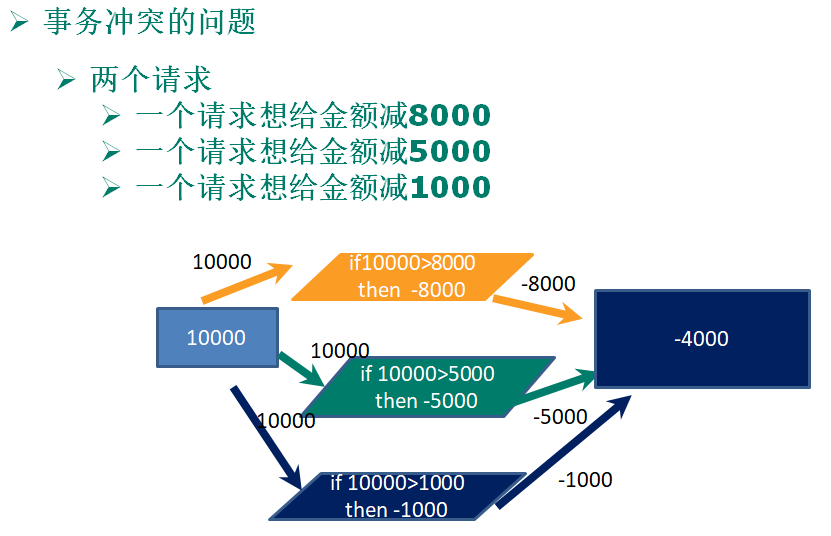 事务冲突的问题
两个请求
一个请求想给金额减8000
一个请求想给金额减5000
一个请求想给金额减1000
10000
if10000>8000
then -8000
-8000
10000
-4000
10000
if 10000>5000
then -5000
-5000
10000
if 10000>1000
then -1000
-1000